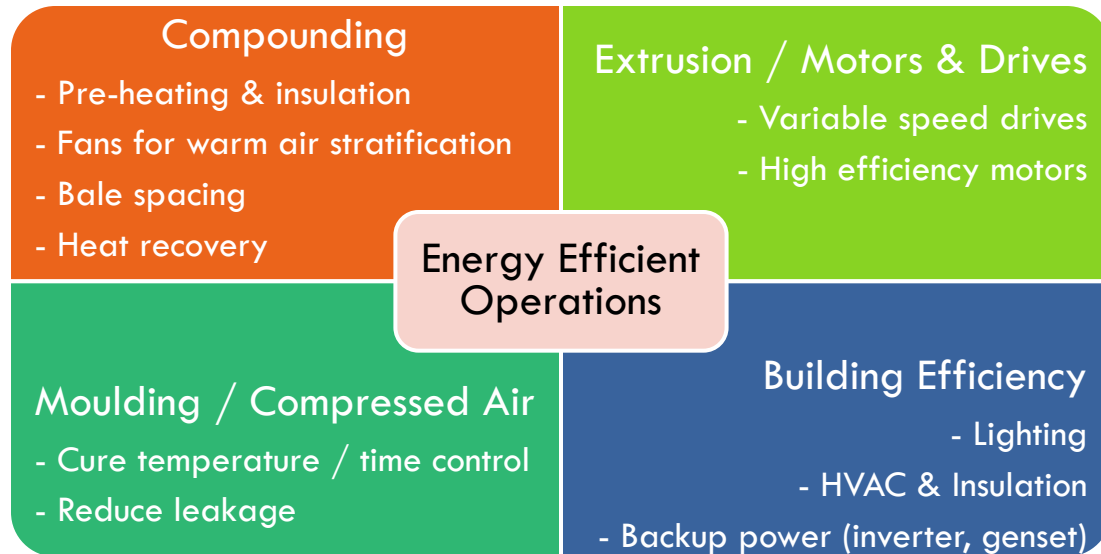 Compounding
- Pre-heating & insulation
- Fans for warm air stratification
- Bale spacing
- Heat recovery
Extrusion / Motors & Drives
- Variable speed drives
- High efficiency motors
Energy Efficient
Operations
Moulding / Compressed Air
- Cure temperature / time control
- Reduce leakage
Building Efficiency
- Lighting
- HVAC & Insulation
- Backup power (inverter, genset)